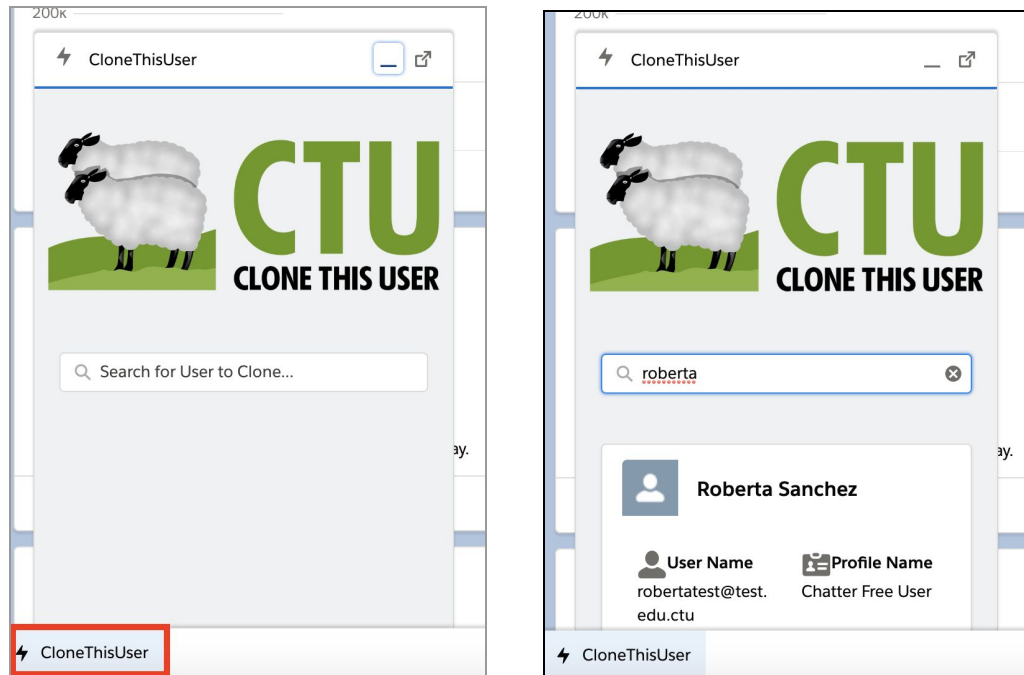 200K
CloneThisUser
CTU
CLONE THIS USER
Search for User to Clone...
ay.
CloneThisUser
200K
CloneThisUser
CTU
CLONE THIS USER
roberta
ay.
Roberta Sanchez
User Name
Profile Name
robertatest@test.
edu.ctu
Chatter Free User
CloneThisUser